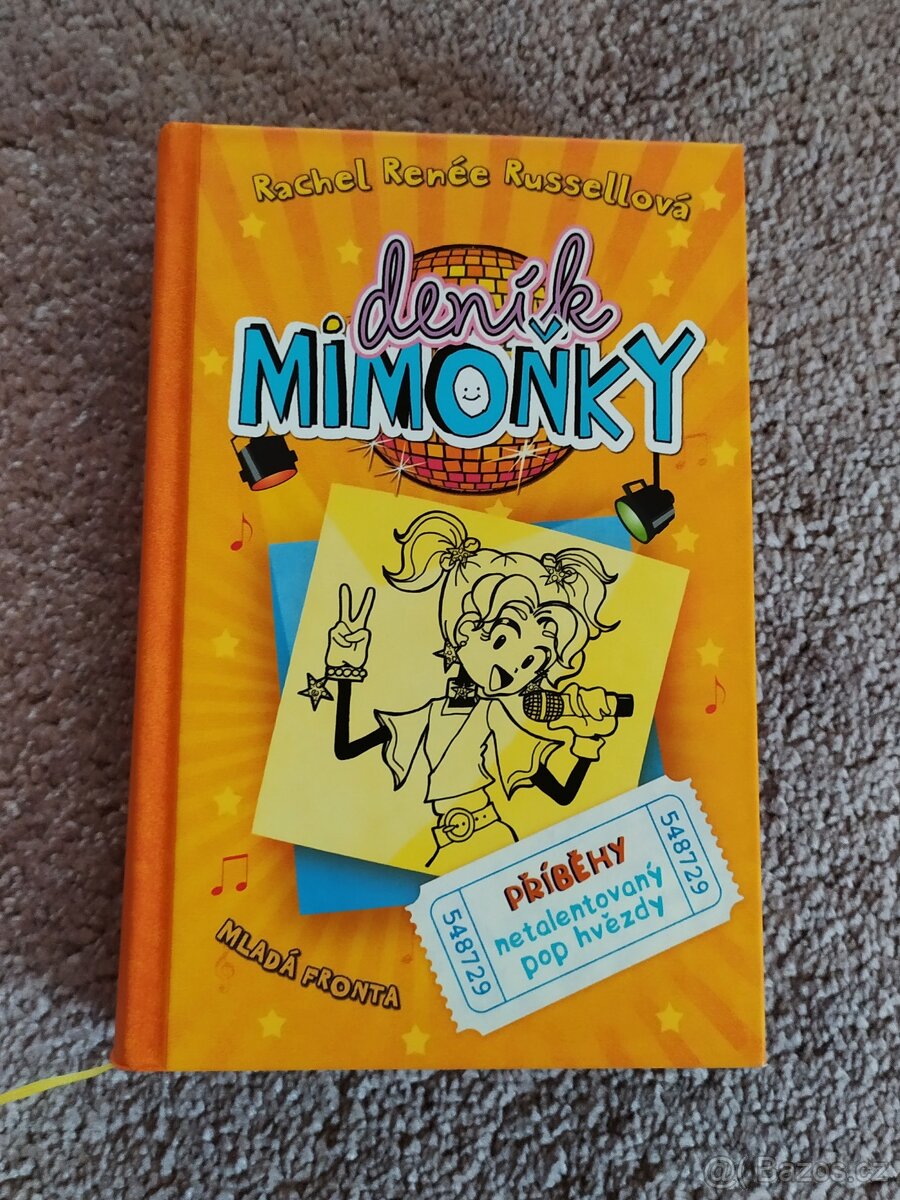 Rachel Renée Russellová
deník
MIMOŇKY
PŘÍBĚHY
netalentovaný
pop hvězdy
548729
548729
MLADÁ FRONTA
@ Bazos.cz